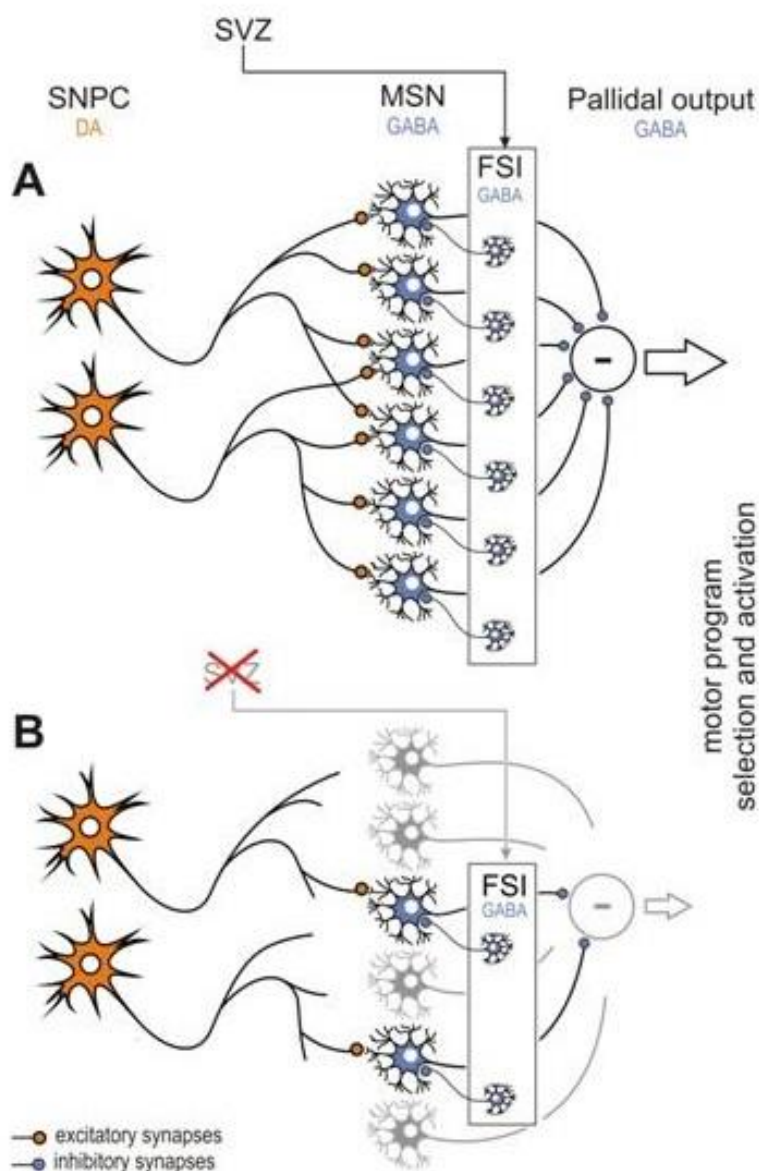 SVZ
SNPC
DA
MSN
GABA
Pallidal output
GABA
A
FSI
GABA
-
motor program
selection and activation
SVZ
B
FSI
GABA
-
excitatory synapses
inhibitory synapses